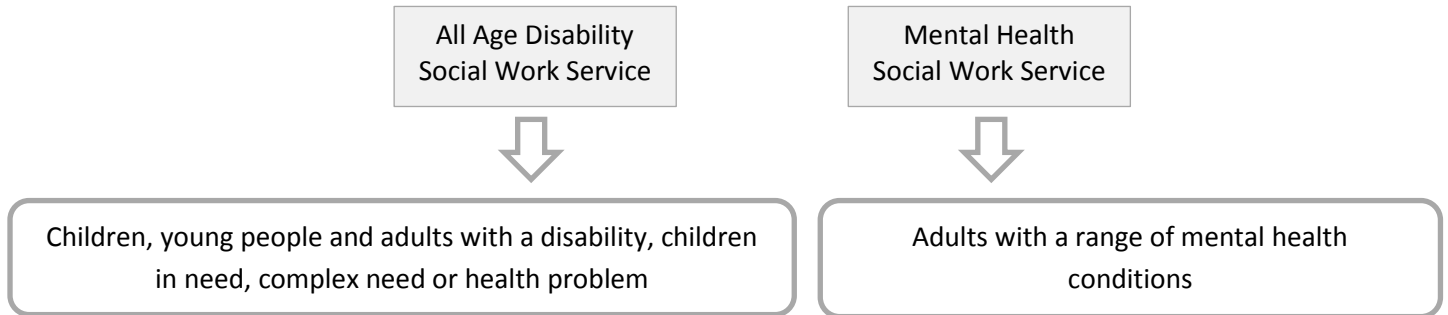 All Age Disability
Social Work Service
Mental Health
Social Work Service
Children, young people and adults with a disability, children
in need, complex need or health problem
Adults with a range of mental health
conditions